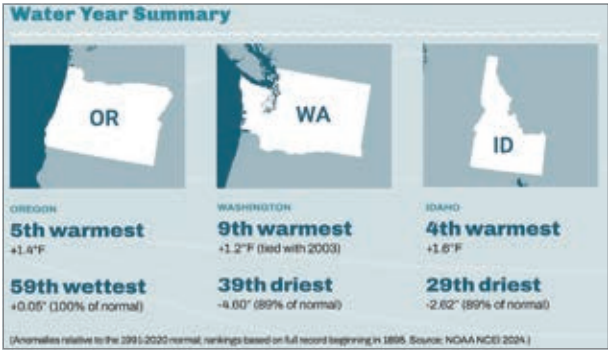 Water Year Summary
OR
WA
ID
OREGON
5th warmest
+1.4°F
59th wettest
+0.05" (100% of normal)
WASHINGTON
9th warmest
+1.2°F (tied with 2003)
39th driest
-4.60" (89% of normal)
IDAHO
4th warmest
+1.6°F
29th driest
-2.62" (89% of normal)
(Anomalies relative to the 1991-2020 normal; rankings based on full record beginning in 1895. Source: NOAA NCEI 2024.)